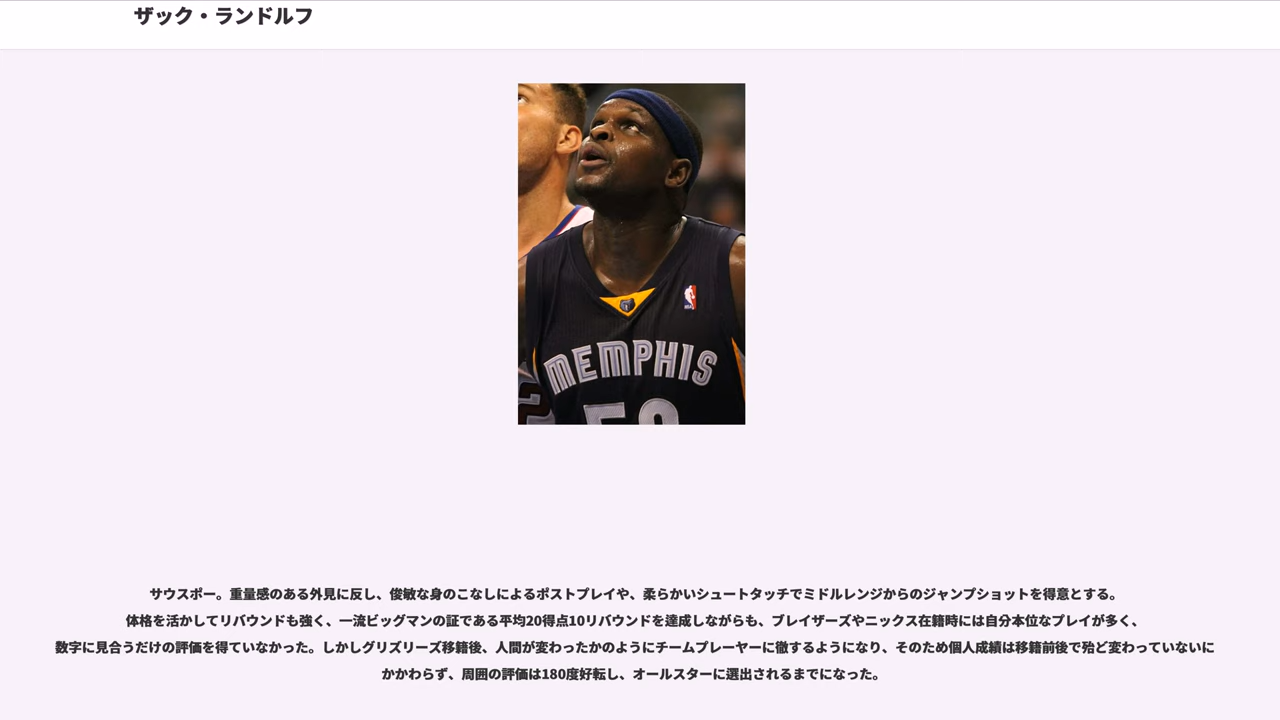 ザック・ランドルフ
MEMPHIS
50
サウスポー。重量感のある外見に反し、俊敏な身のこなしによるポストプレイや、柔らかいシュートタッチでミドルレンジからのジャンプショットを得意とする。
体格を活かしてリバウンドも強く、一流ビッグマンの証である平均20得点10リバウンドを達成しながらも、ブレイザーズやニックス在籍時には自分本位なプレイが多く、
数字に見合うだけの評価を得ていなかった。しかしグリズリーズ移籍後、人間が変わったかのようにチームプレーヤーに徹するようになり、そのため個人成績は移籍前後で殆ど変わっていないに
かかわらず、周囲の評価は180度好転し、オールスターに選出されるまでになった。